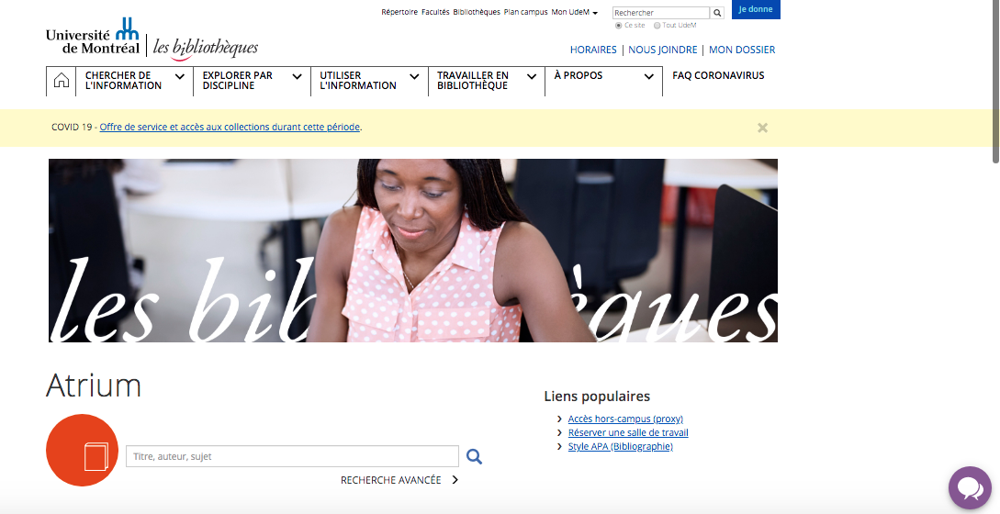 Répertoire Facultés Bibliothèques Plan campus Mon UdeM
Rechercher
Je donne
Ce site Tout UdeM
Université
de Montréal
les bibliothèques
HORAIRES | NOUS JOINDRE | MON DOSSIER
CHERCHER DE
L'INFORMATION
EXPLORER PAR
DISCIPLINE
UTILISER
L'INFORMATION
TRAVAILLER EN
BIBLIOTHÈQUE
À PROPOS
FAQ CORONAVIRUS
COVID 19 - Offre de service et accès aux collections durant cette période.
les bib èques
Atrium
Titre, auteur, sujet
RECHERCHE AVANCÉE
Liens populaires
Accès hors-campus (proxy)
Réserver une salle de travail
Style APA (Bibliographie)